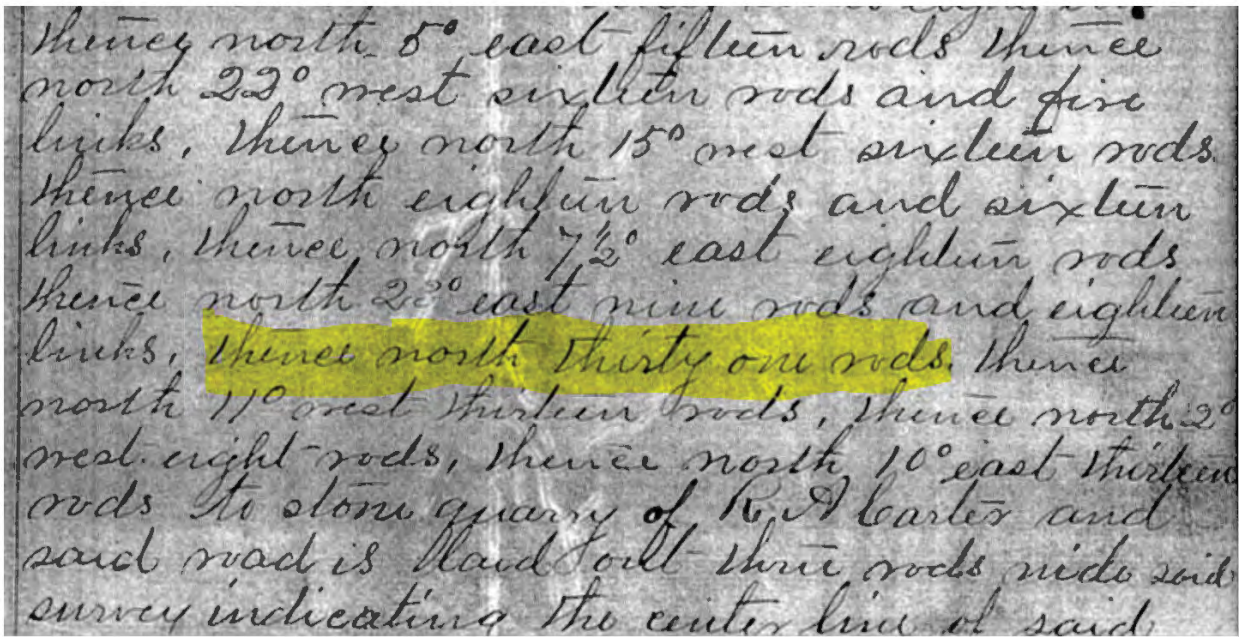 thence north 5° east fifteen rods thence
north 22° west sixteen rods and five
links, thence north 15° west sixteen rods
thence north eighteen rods and sixteen
links, thence north 7½° east eighteen rods
thence north 22° east nine rods and eighteen
links, thence north thirty one rods. thence
north 11° west thirteen rods, thence north 2°
west eight rods, thence north 10° east thirteen
rods to stone quarry of R A Carter and
said road is laid out three rods wide said
survey indicating the center line of said